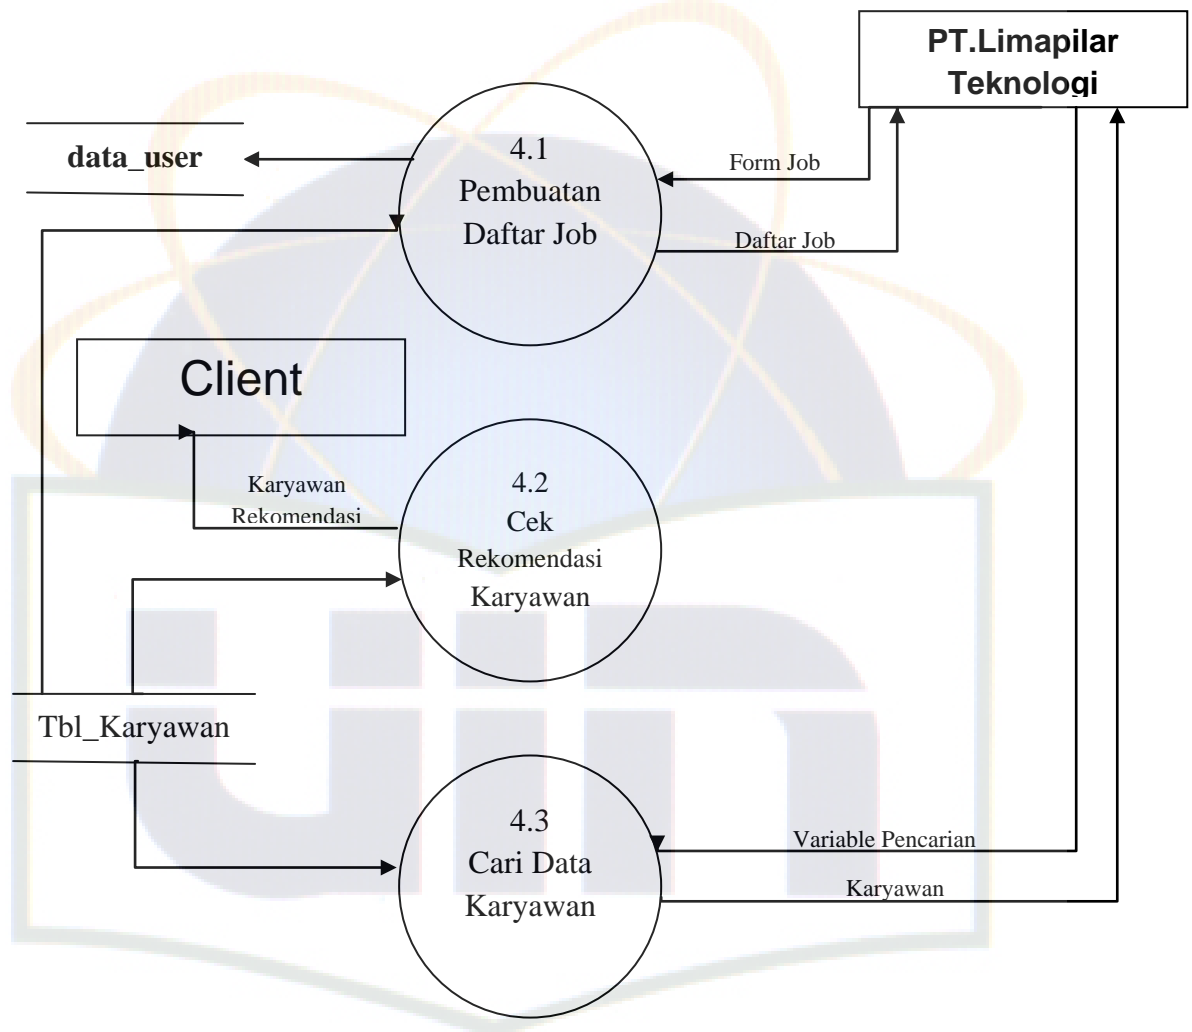 PT.Limapilar
Teknologi
4.1
Pembuatan
Daftar Job
data_user
Form Job
Daftar Job
Client
Karyawan
Rekomendasi
4.2
Cek
Rekomendasi
Karyawan
Tbl_Karyawan
4.3
Cari Data
Karyawan
Variable Pencarian
Karyawan
uin